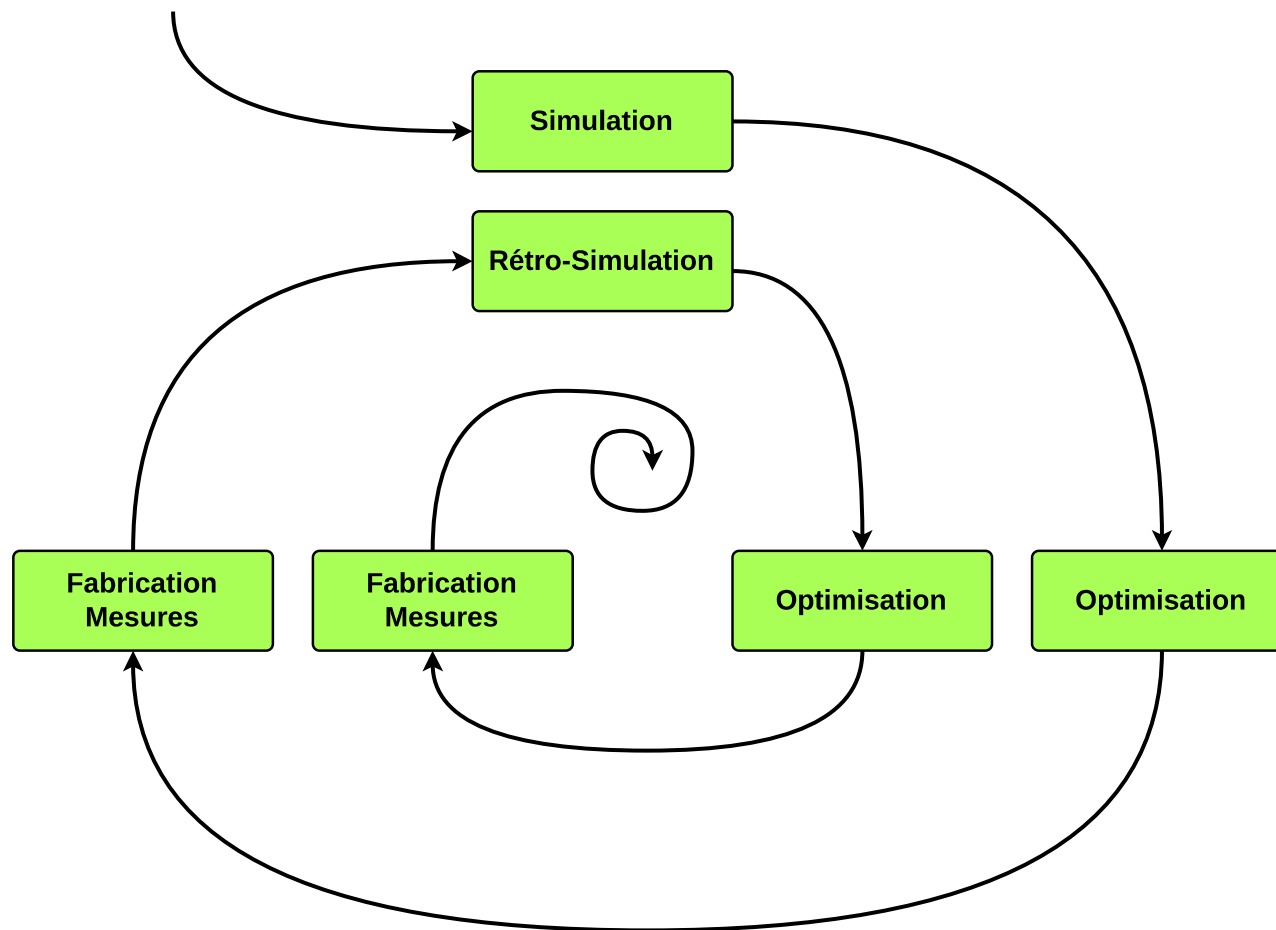 Simulation
Rétro-Simulation
Fabrication
Mesures
Fabrication
Mesures
Optimisation
Optimisation